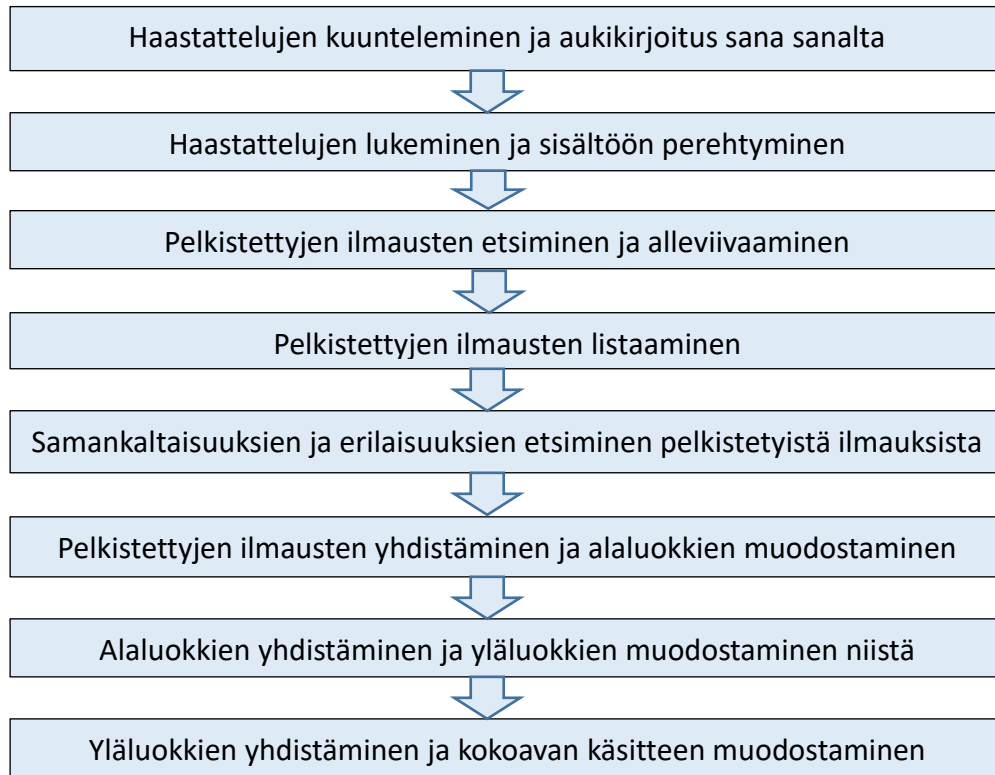 Haastattelujen kuunteleminen ja aukikirjoitus sana sanalta
Haastattelujen lukeminen ja sisältöön perehtyminen
Pelkistettyjen ilmausten etsiminen ja alleviivaaminen
Pelkistettyjen ilmausten listaaminen
Samankaltaisuuksien ja erilaisuuksien etsiminen pelkistetyistä ilmauksista
Pelkistettyjen ilmausten yhdistäminen ja alaluokkien muodostaminen
Alaluokkien yhdistäminen ja yläluokkien muodostaminen niistä
Yläluokkien yhdistäminen ja kokoavan käsitteen muodostaminen